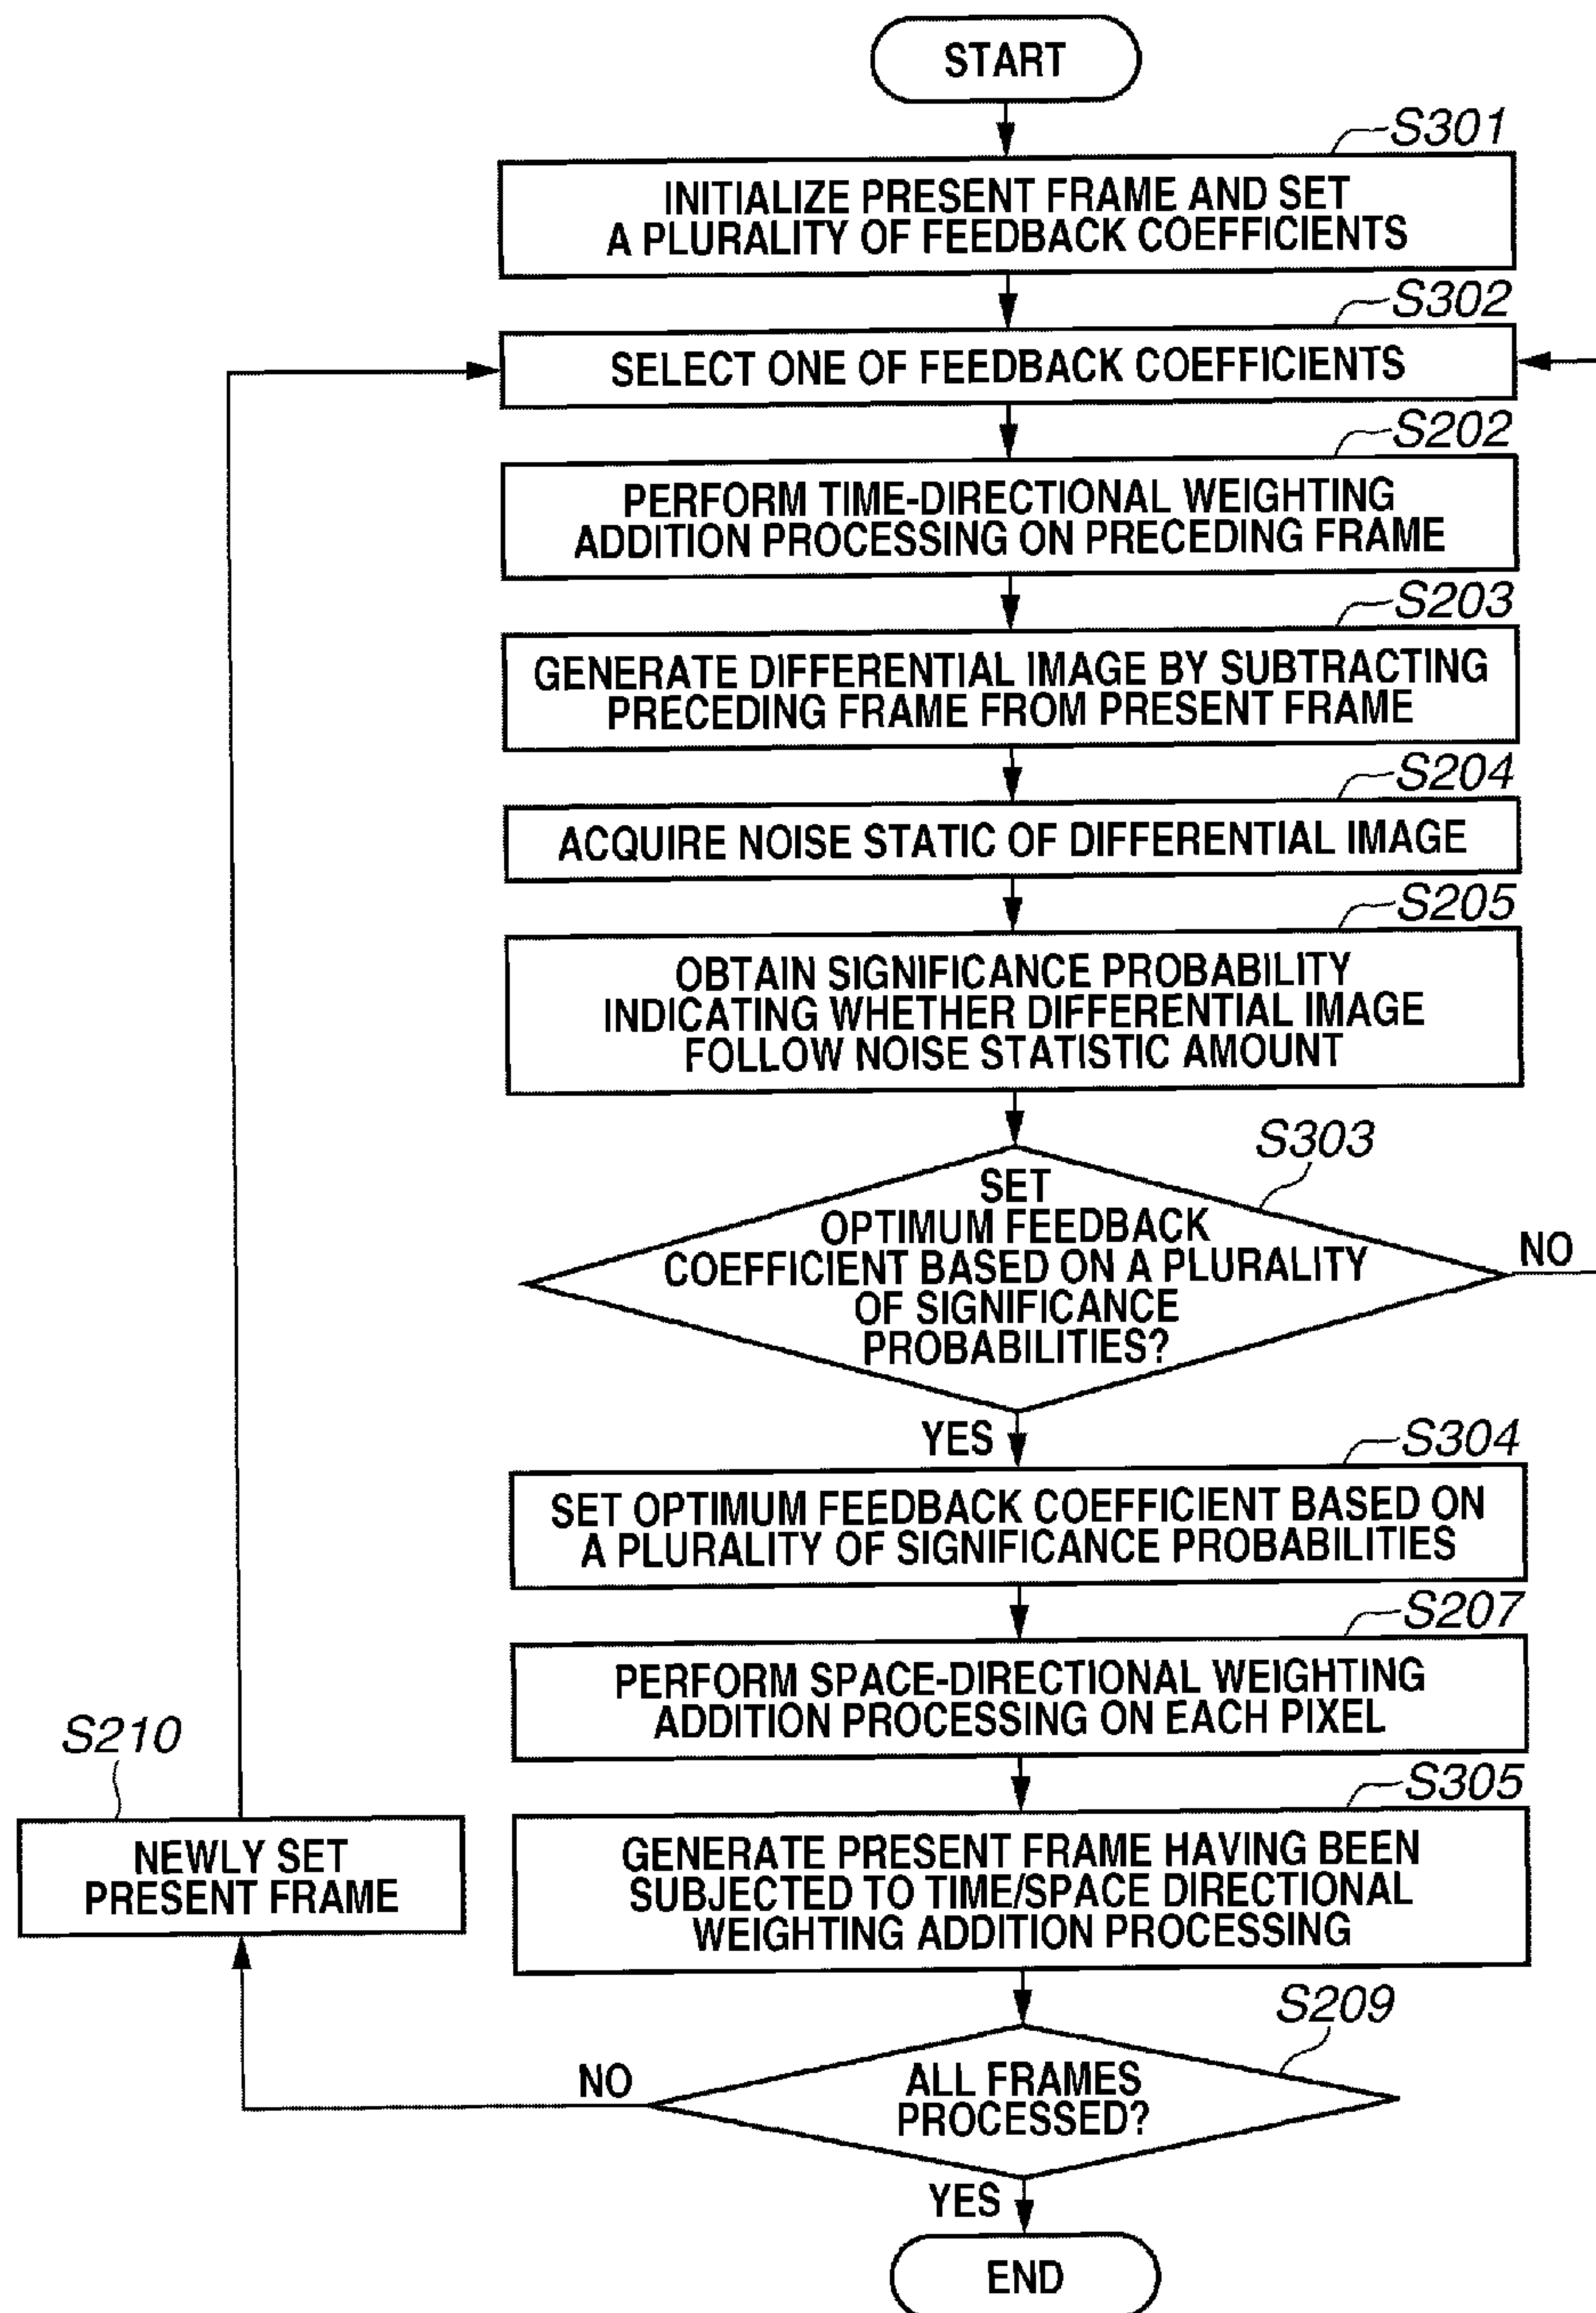 START
S301
INITIALIZE PRESENT FRAME AND SET
A PLURALITY OF FEEDBACK COEFFICIENTS
S302
SELECT ONE OF FEEDBACK COEFFICIENTS
S202
PERFORM TIME-DIRECTIONAL WEIGHTING
ADDITION PROCESSING ON PRECEDING FRAME
S203
GENERATE DIFFERENTIAL IMAGE BY SUBTRACTING
PRECEDING FRAME FROM PRESENT FRAME
S204
ACQUIRE NOISE STATIC OF DIFFERENTIAL IMAGE
S205
OBTAIN SIGNIFICANCE PROBABILITY
INDICATING WHETHER DIFFERENTIAL IMAGE
FOLLOW NOISE STATISTIC AMOUNT
S303
SET
OPTIMUM FEEDBACK
COEFFICIENT BASED ON A PLURALITY
OF SIGNIFICANCE
PROBABILITIES?
NO
YES
S304
SET OPTIMUM FEEDBACK COEFFICIENT BASED ON
A PLURALITY OF SIGNIFICANCE PROBABILITIES
S207
PERFORM SPACE-DIRECTIONAL WEIGHTING
ADDITION PROCESSING ON EACH PIXEL
S305
GENERATE PRESENT FRAME HAVING BEEN
SUBJECTED TO TIME/SPACE DIRECTIONAL
WEIGHTING ADDITION PROCESSING
S210
NEWLY SET
PRESENT FRAME
S209
ALL FRAMES
PROCESSED?
NO
YES
END